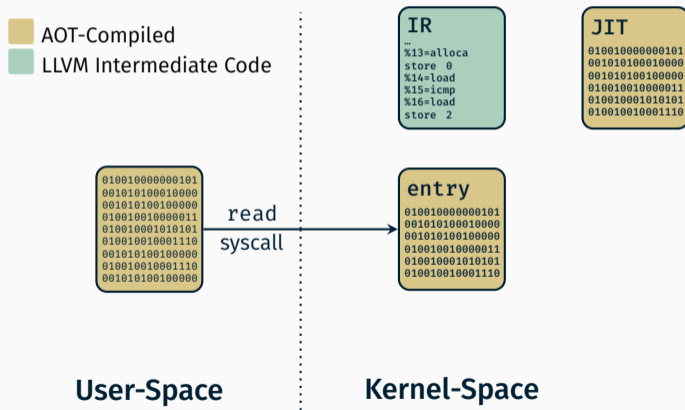 AOT-Compiled
LLVM Intermediate Code
IR
…
%13=alloca
store 0
%14=load
%15=icmp
%16=load
store 2
JIT
010010000000101
001010100010000
001010100100000
010010010000011
010010001010101
010010010001110
010010000000101
001010100010000
001010100100000
010010010000011
010010001010101
010010010001110
001010100100000
010010010001110
001010100100000
read
syscall
entry
010010000000101
001010100010000
001010100100000
010010010000011
010010001010101
010010010001110
User-Space
Kernel-Space